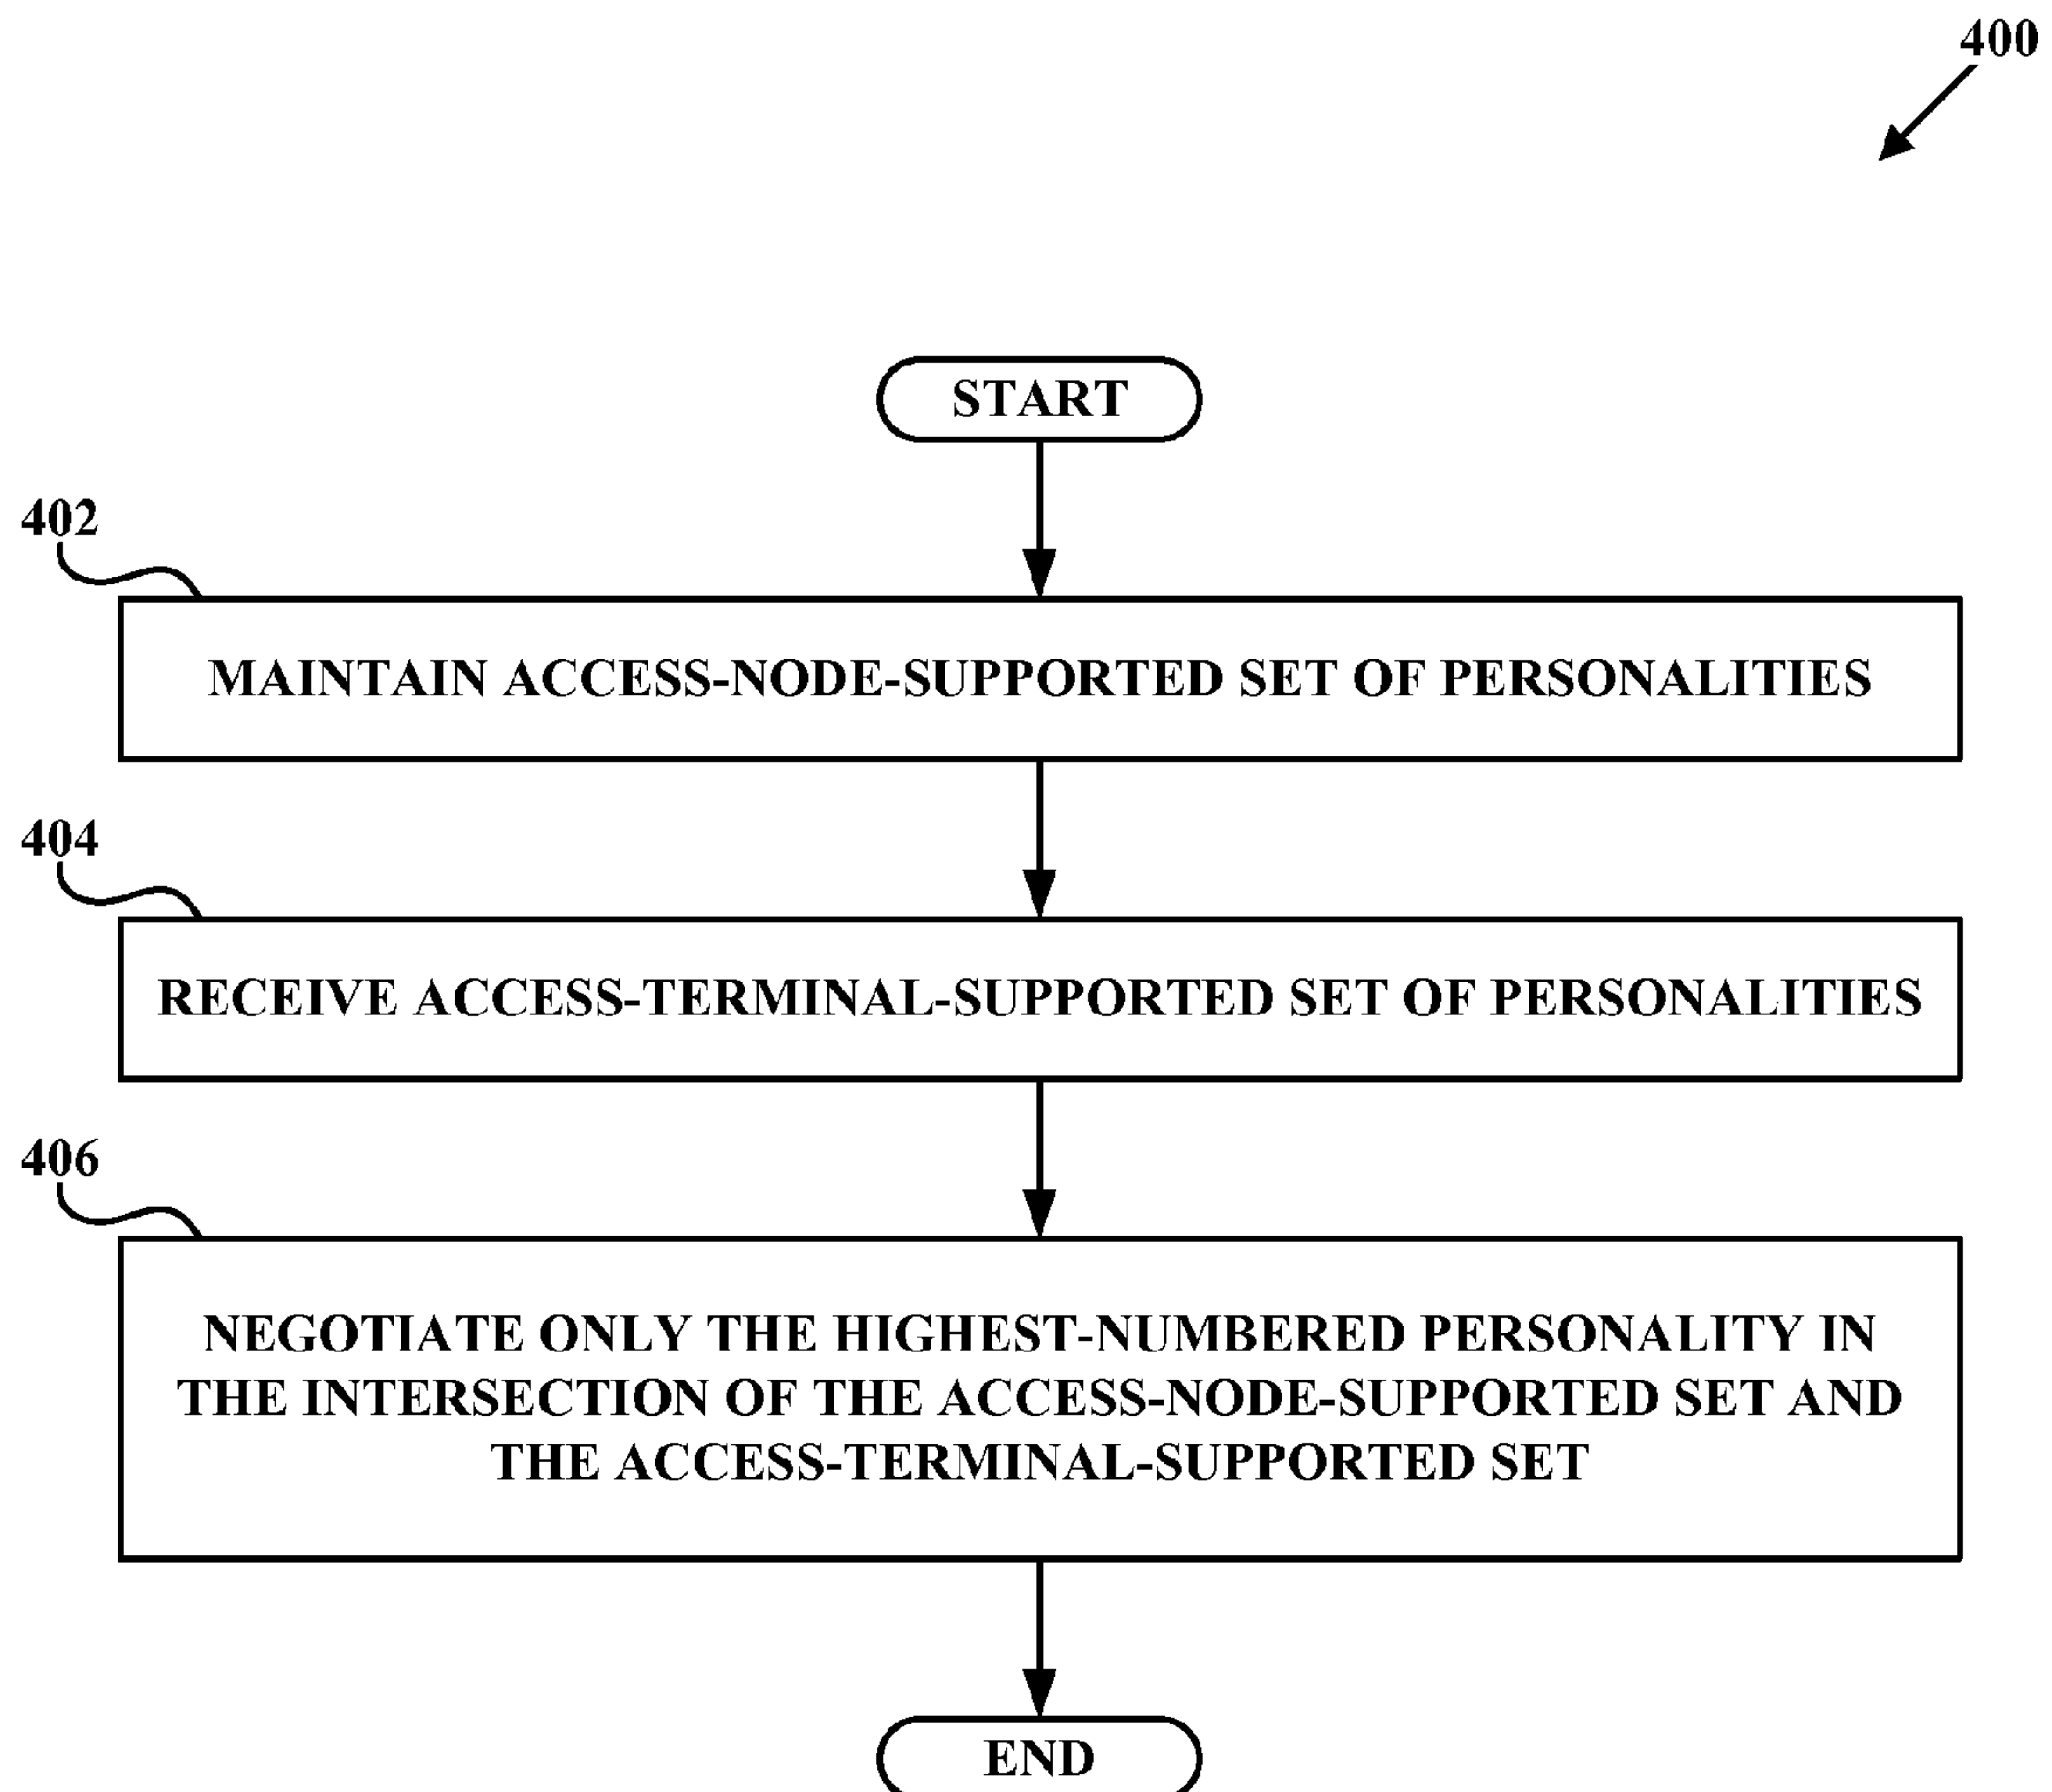 400
START
402
MAINTAIN ACCESS-NODE-SUPPORTED SET OF PERSONALITIES
404
RECEIVE ACCESS-TERMINAL-SUPPORTED SET OF PERSONALITIES
406
NEGOTIATE ONLY THE HIGHEST-NUMBERED PERSONALITY IN
THE INTERSECTION OF THE ACCESS-NODE-SUPPORTED SET AND
THE ACCESS-TERMINAL-SUPPORTED SET
END